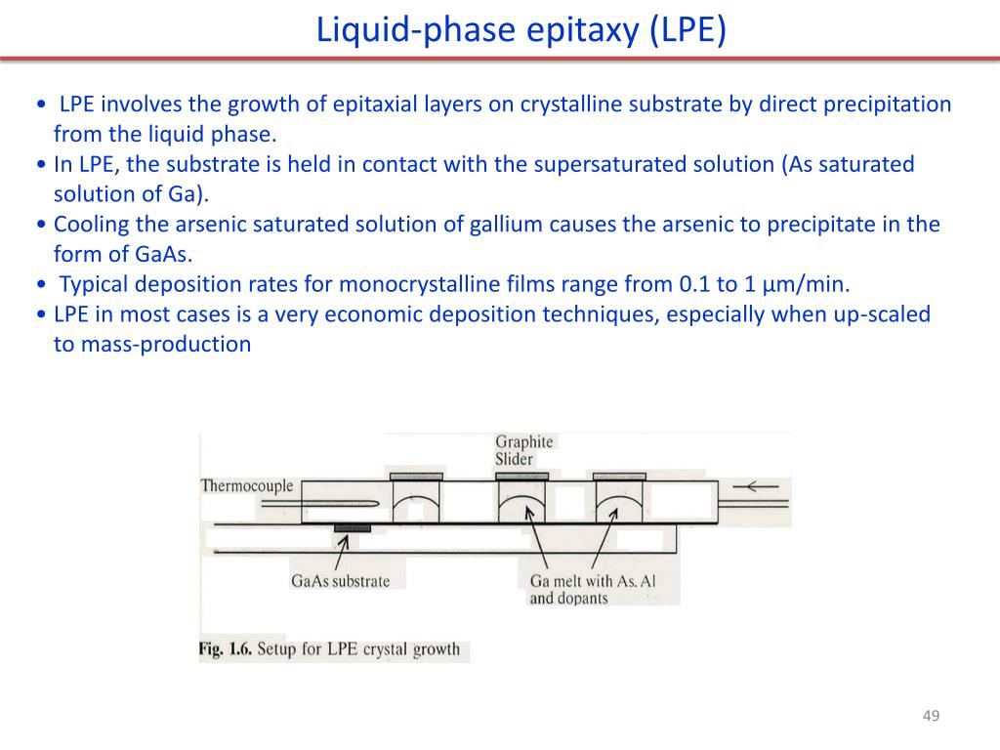 Liquid-phase epitaxy (LPE)
• LPE involves the growth of epitaxial layers on crystalline substrate by direct precipitation
from the liquid phase.
• In LPE, the substrate is held in contact with the supersaturated solution (As saturated
solution of Ga).
• Cooling the arsenic saturated solution of gallium causes the arsenic to precipitate in the
form of GaAs.
• Typical deposition rates for monocrystalline films range from 0.1 to 1 μm/min.
• LPE in most cases is a very economic deposition techniques, especially when up-scaled
to mass-production
Graphite
Slider
Thermocouple
GaAs substrate
Ga melt with As. Al
and dopants
Fig. 1.6. Setup for LPE crystal growth
49